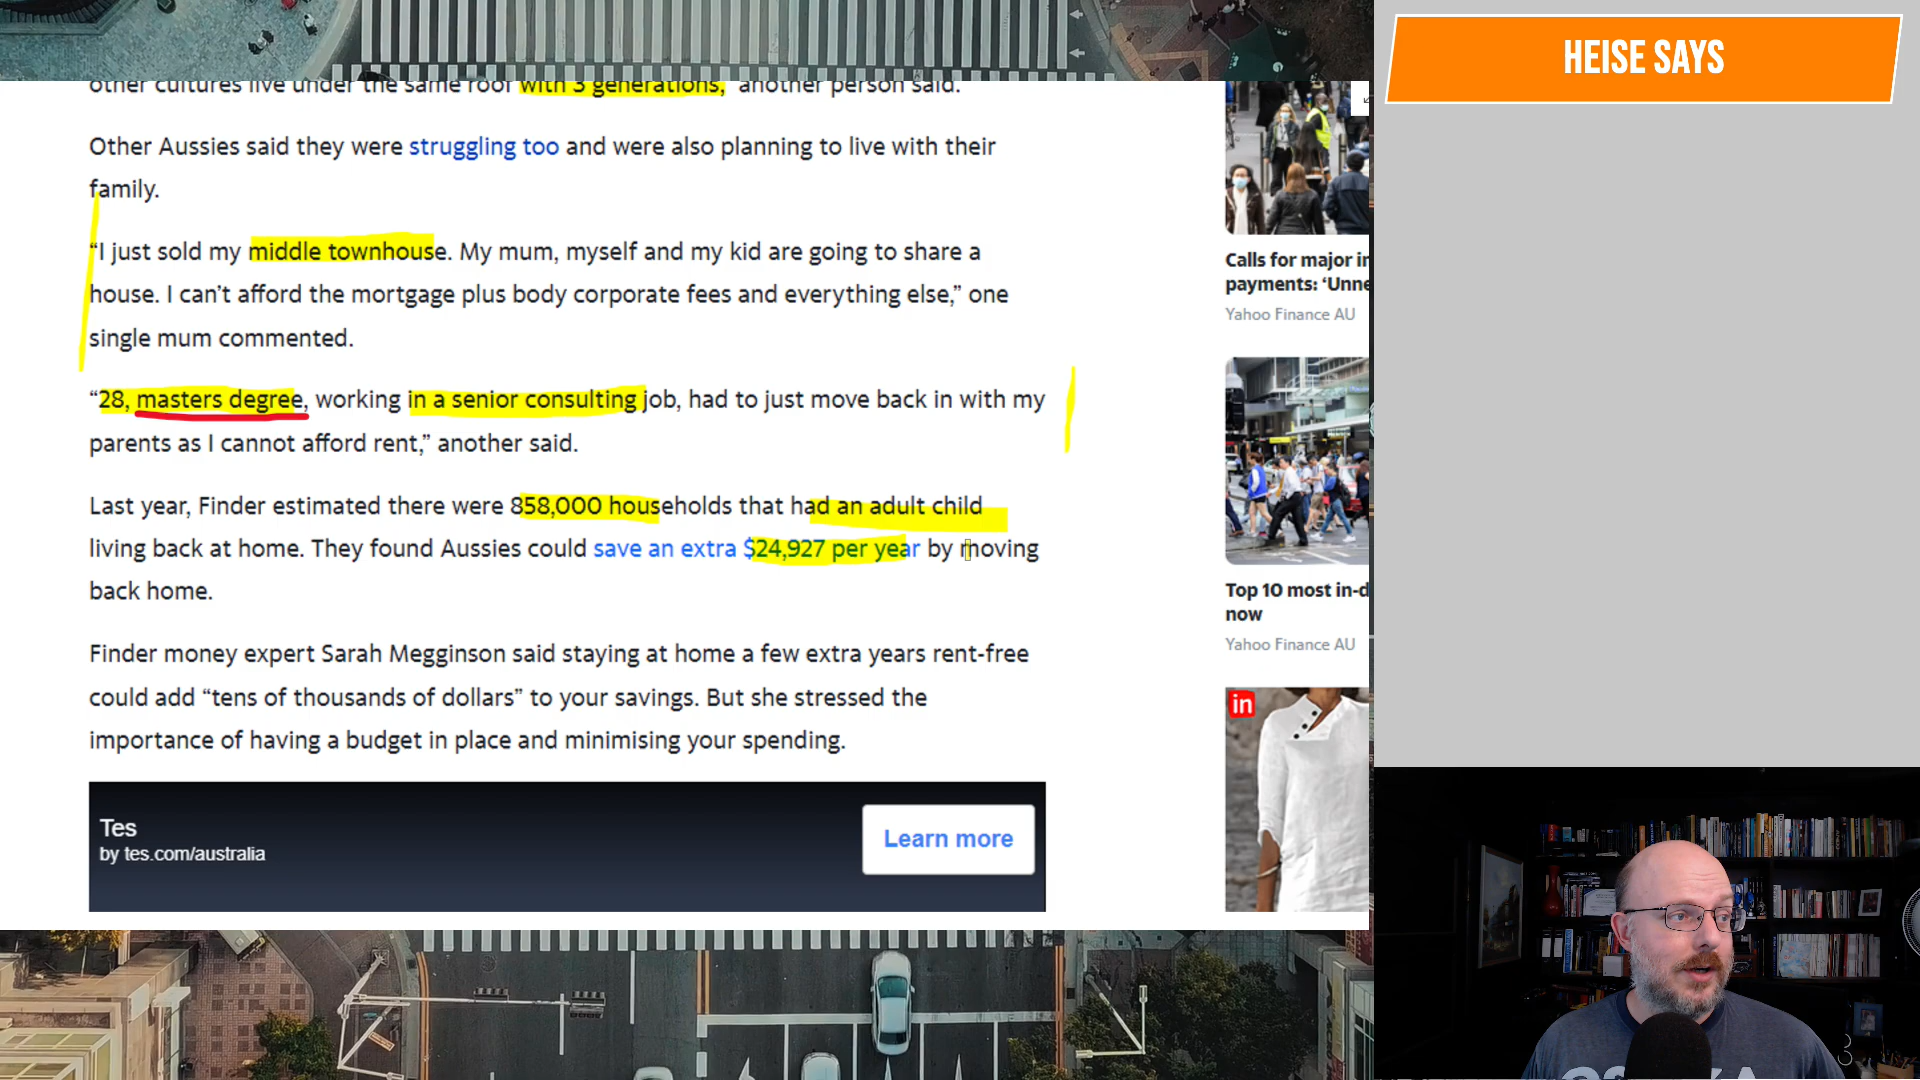 HEISE SAYS
other cultures live under the same roof with 3 generations," another person said.
Other Aussies said they were struggling too and were also planning to live with their
family.
“I just sold my middle townhouse. My mum, myself and my kid are going to share a
house. I can’t afford the mortgage plus body corporate fees and everything else,” one
single mum commented.
“28, masters degree, working in a senior consulting job, had to just move back in with my
parents as I cannot afford rent,” another said.
Last year, Finder estimated there were 858,000 households that had an adult child
living back at home. They found Aussies could save an extra $24,927 per year by moving
back home.
Finder money expert Sarah Megginson said staying at home a few extra years rent-free
could add “tens of thousands of dollars” to your savings. But she stressed the
importance of having a budget in place and minimising your spending.
Tes
by tes.com/australia
Learn more
Calls for major in
payments: ‘Unne
Yahoo Finance AU
Top 10 most in-d
now
Yahoo Finance AU
in